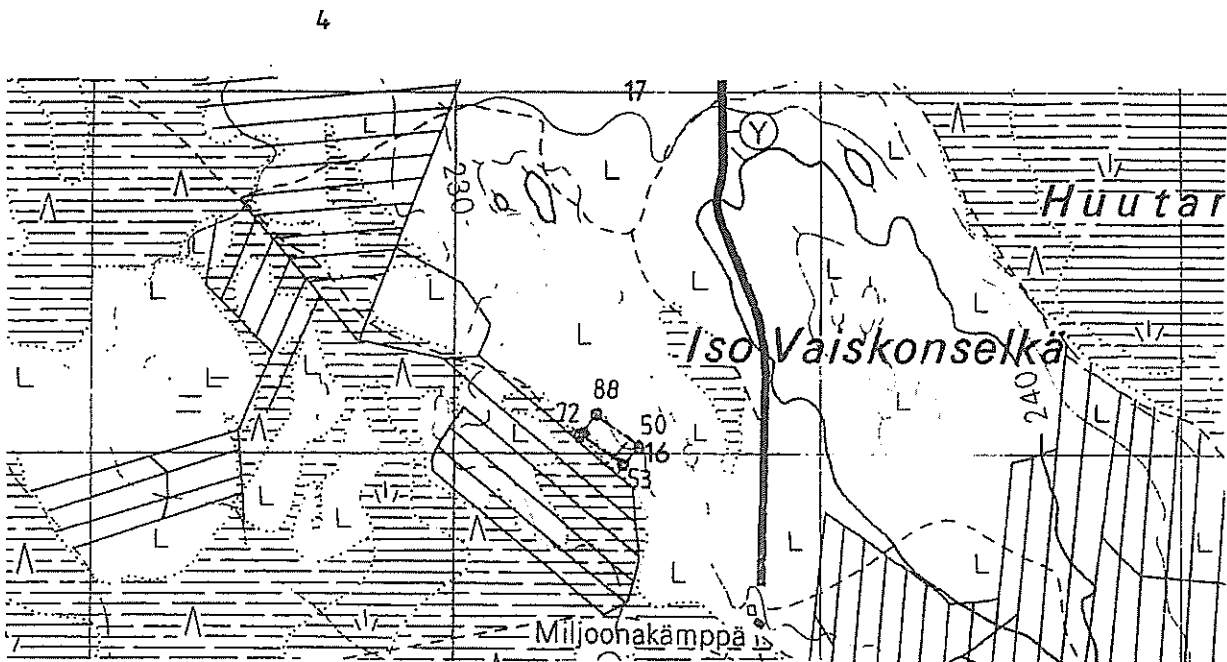 4
17
Y
230
Huutar
Iso Vaiskonselkä
240
88
72
50
16
53
Miljoonakämppä